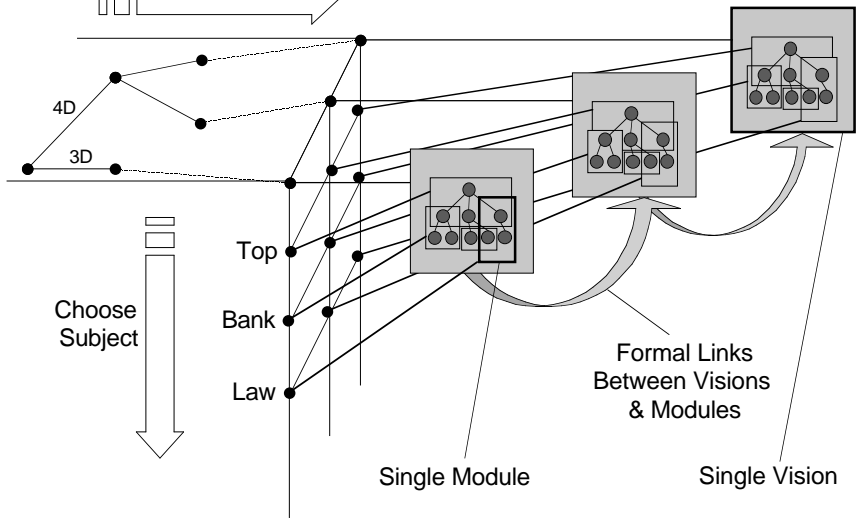 4D
3D
Top
Bank
Law
Choose
Subject
Formal Links
Between Visions
& Modules
Single Module
Single Vision